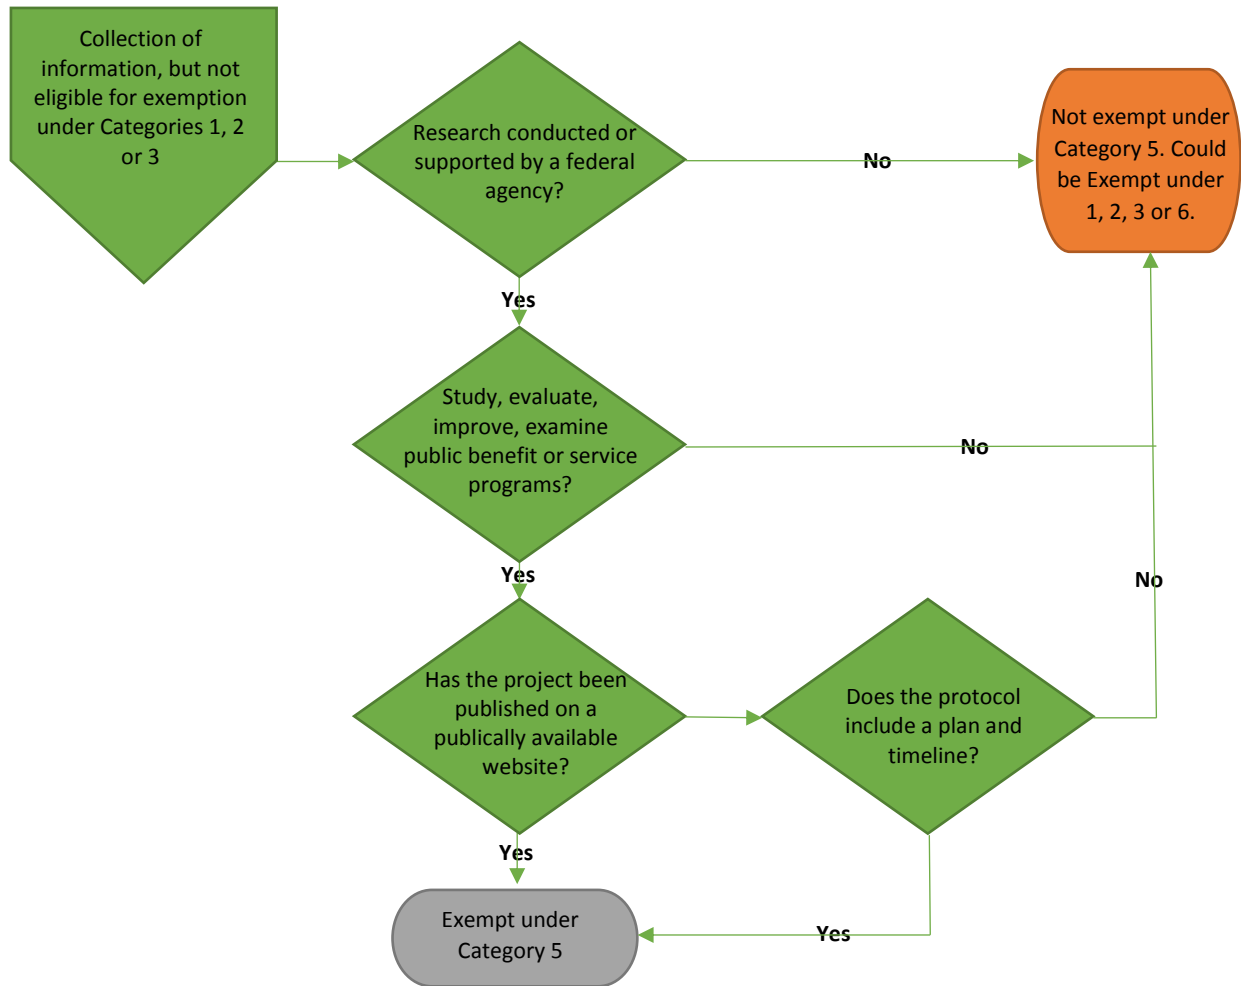 Collection of
information, but not
eligible for exemption
under Categories 1, 2
or 3
Research conducted or
supported by a federal
agency?
No
Not exempt under
Category 5. Could
be Exempt under
1, 2, 3 or 6.
Yes
Study, evaluate,
improve, examine
public benefit or service
programs?
No
Yes
No
Has the project been
published on a
publically available
website?
Does the protocol
include a plan and
timeline?
Yes
Exempt under
Category 5
Yes